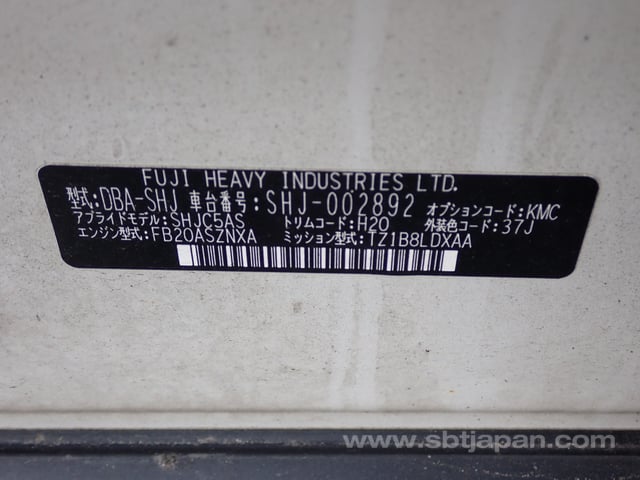 FUJI HEAVY INDUSTRIES LTD.
型式:DBA-SHJ 車台番号:SHJ-002892 オプションコード:KMC
アプライドモデル:SHJC5AS トリムコード:H20 外装色コード:37J
エンジン型式:FB20ASZNXA ミッション型式:TZ1B8LDXAA
www.sbtjapan.com